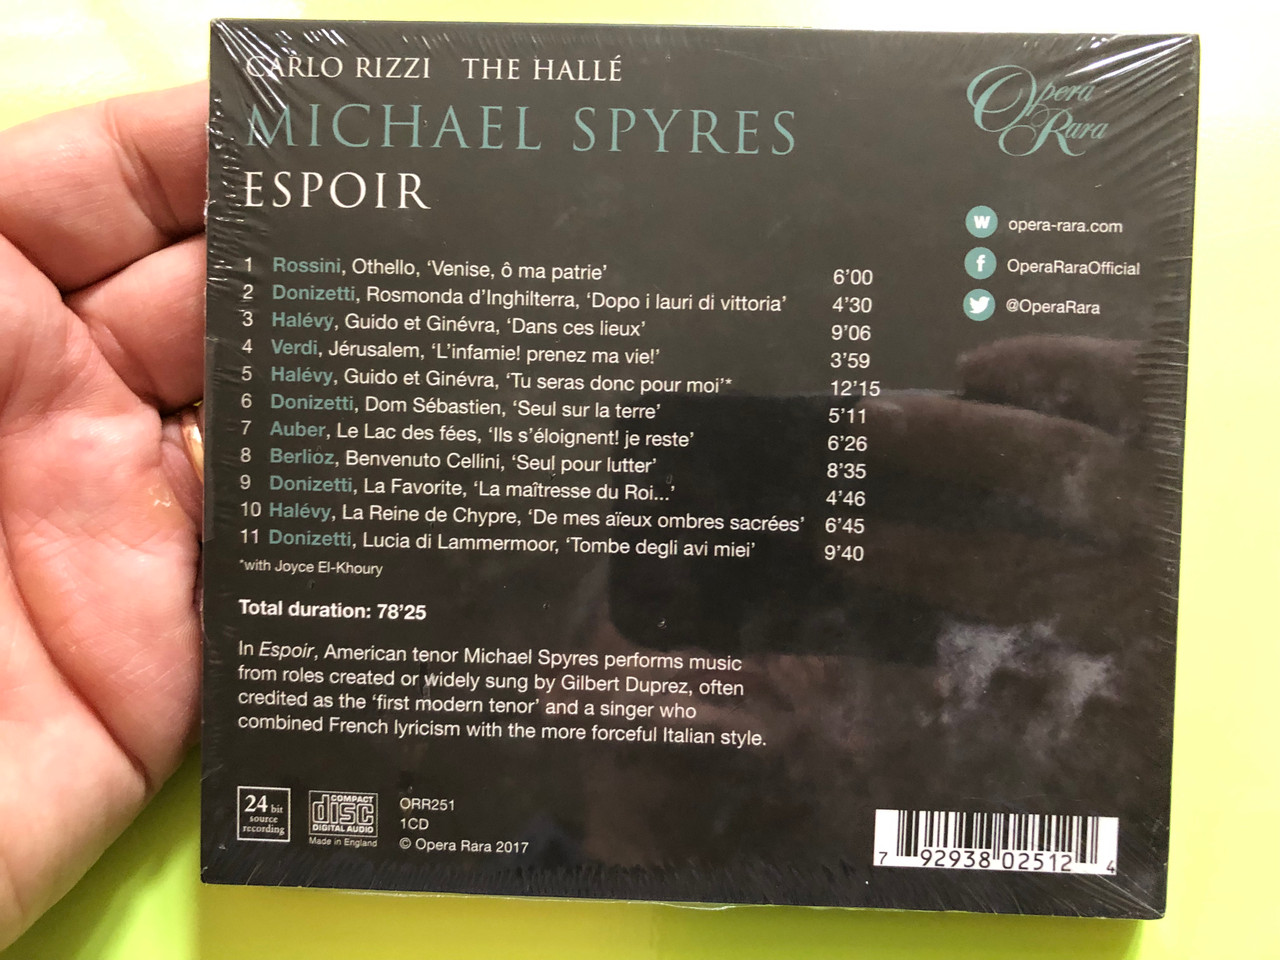 CARLO RIZZI THE HALLÉ
MICHAEL SPYRES
ESPOIR
Opera
Rara
w opera-rara.com
f OperaRaraOfficial
@OperaRara
1 Rossini, Othello, ‘Venise, ô ma patrie’ 6’00
2 Donizetti, Rosmonda d’Inghilterra, ‘Dopo i lauri di vittoria’ 4’30
3 Halévy, Guido et Ginévra, ‘Dans ces lieux’ 9’06
4 Verdi, Jérusalem, ‘L’infamie! prenez ma vie!’ 3’59
5 Halévy, Guido et Ginévra, ‘Tu seras donc pour moi’* 12’15
6 Donizetti, Dom Sébastien, ‘Seul sur la terre’ 5’11
7 Auber, Le Lac des fées, ‘Ils s’éloignent! je reste’ 6’26
8 Berlioz, Benvenuto Cellini, ‘Seul pour lutter’ 8’35
9 Donizetti, La Favorite, ‘La maîtresse du Roi...’ 4’46
10 Halévy, La Reine de Chypre, ‘De mes aïeux ombres sacrées’ 6’45
11 Donizetti, Lucia di Lammermoor, ‘Tombe degli avi miei’ 9’40
*with Joyce El-Khoury
Total duration: 78’25
In Espoir, American tenor Michael Spyres performs music
from roles created or widely sung by Gilbert Duprez, often
credited as the ‘first modern tenor’ and a singer who
combined French lyricism with the more forceful Italian style.
24 bit
source
recording
COMPACT
disc
DIGITAL AUDIO
Made in England
ORR251
1CD
© Opera Rara 2017
7 92938 02512 4